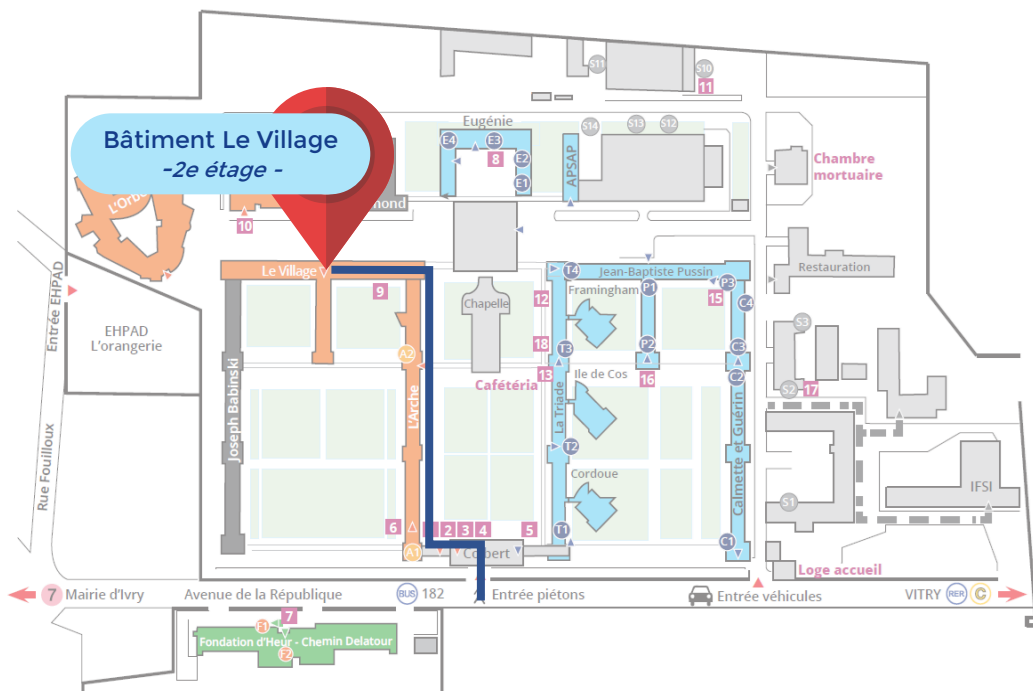 S11
S10
11
Eugénie
E4
E3
8
E2
E1
S14
S13
S12
APSAP
Bâtiment Le Village
-2e étage -
Chambre
mortuaire
L'Orb
mond
10
Le Village
9
T4
Jean-Baptiste Pussin
Restauration
Framingham
P1
P3
15
C4
Entrée EHPAD
EHPAD
L'orangerie
Chapelle
12
18
T3
P2
C3
S3
A2
Cafétéria
13
Ile de Cos
16
C2
S2
17
Joseph Babinski
L'Arche
La Triade
T2
Calmette et Guérin
Rue Fouilloux
Cordoue
IFSI
S1
6
2
3
4
5
T1
C1
A1
Colbert
Loge accueil
7
Mairie d'Ivry
Avenue de la République
BUS
182
Entrée piétons
Entrée véhicules
VITRY
RER
C
7
F1
Fondation d'Heur - Chemin Delatour
F2